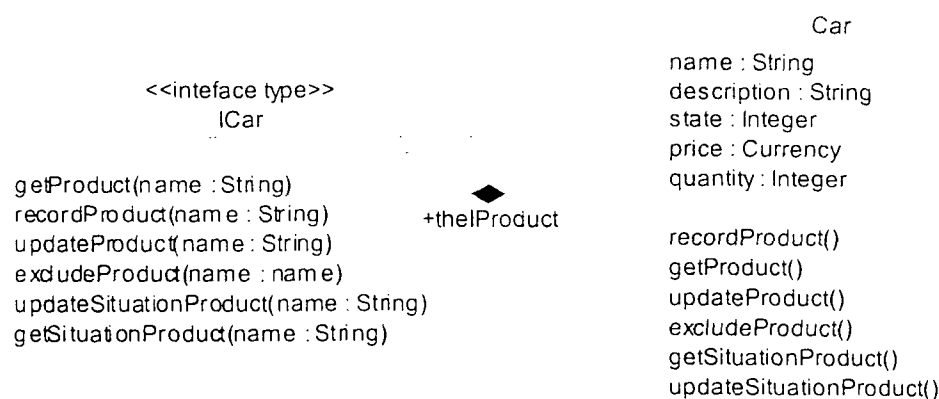 <<inteface type>>
ICar
getProduct(name : String)
recordProduct(name : String)
updateProduct(name : String)
excludeProduct(name : name)
updateSituationProduct(name : String)
getSituationProduct(name : String)
+theIProduct
Car
name : String
description : String
state : Integer
price : Currency
quantity : Integer
recordProduct()
getProduct()
updateProduct()
excludeProduct()
getSituationProduct()
updateSituationProduct()